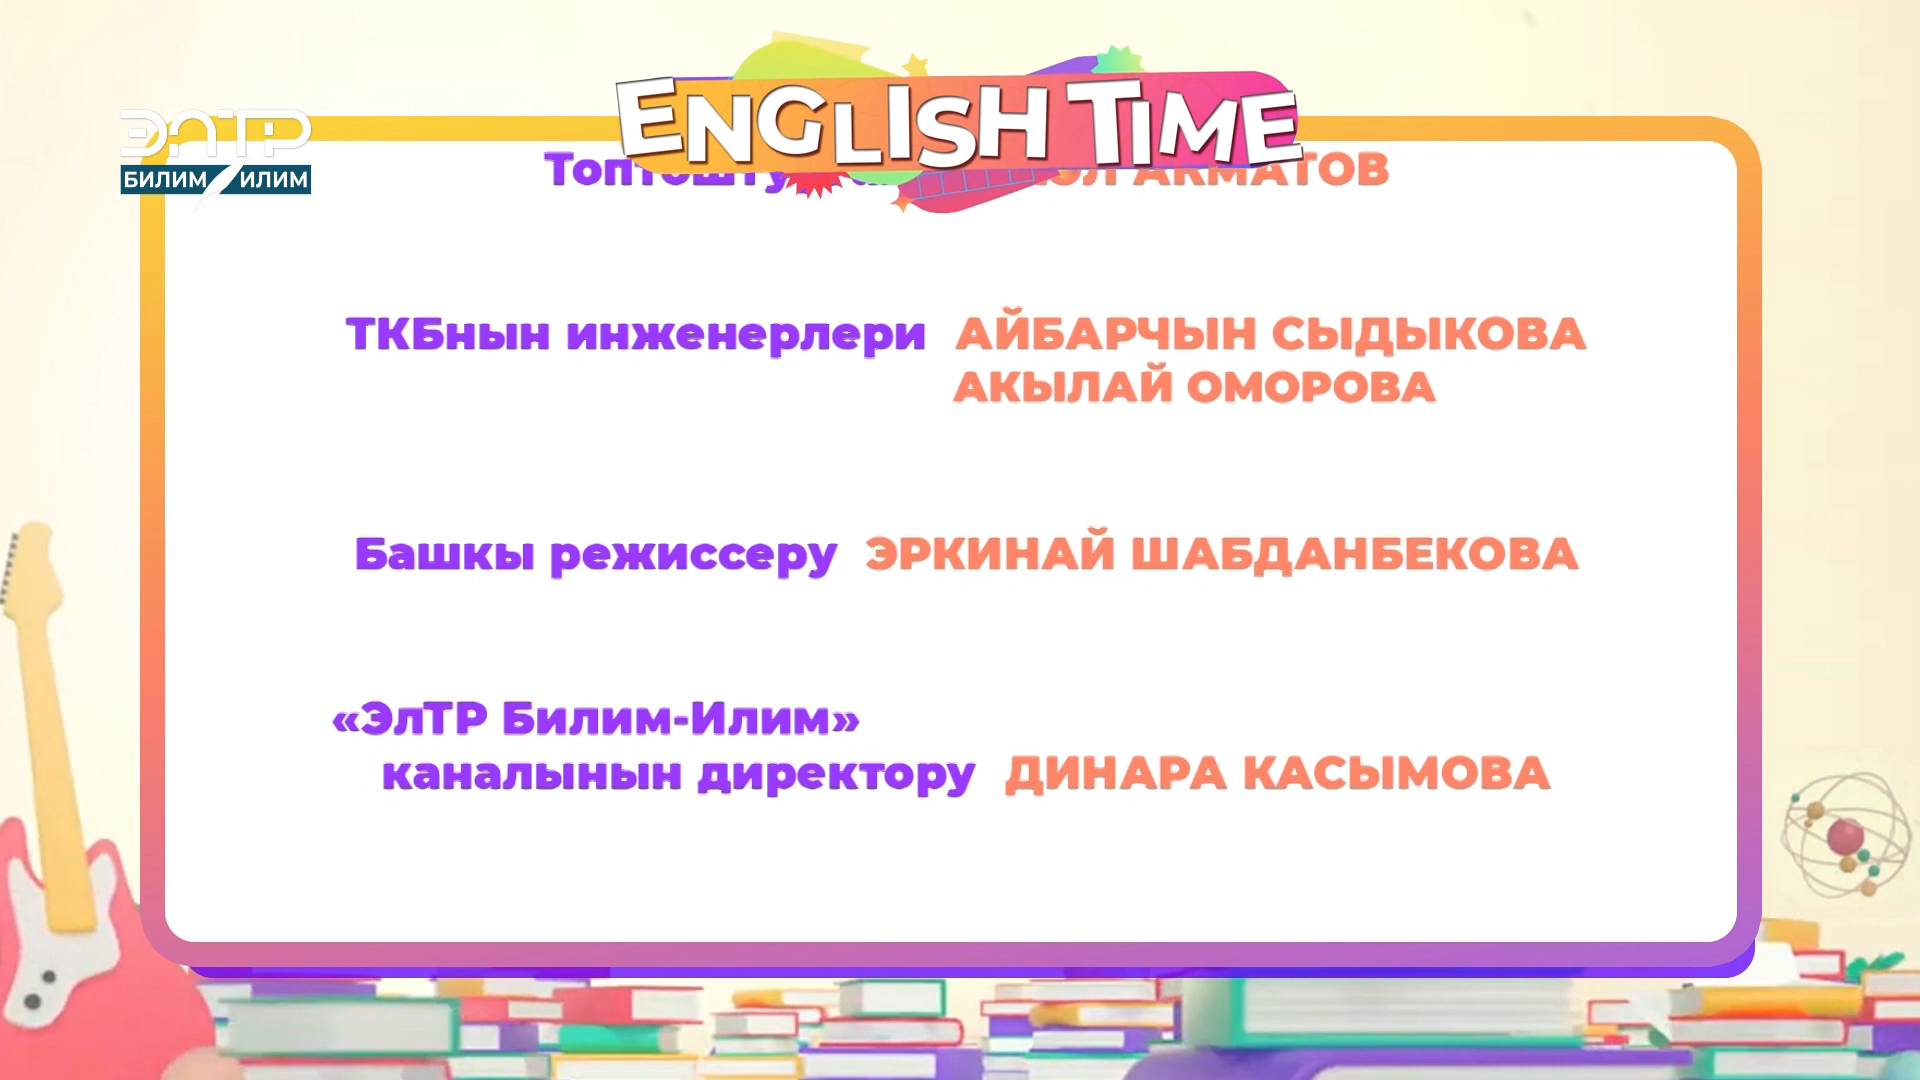 ENGLISH TIME
ЭЛТР
БИЛИМ ИЛИМ
АКМАТОВ
ТКБнын инженерлери АЙБАРЧЫН СЫДЫКОВА
АКЫЛАЙ ОМОРОВА
Башкы режиссеру ЭРКИНАЙ ШАБДАНБЕКОВА
«ЭлТР Билим-Илим»
каналынын директору ДИНАРА КАСЫМОВА